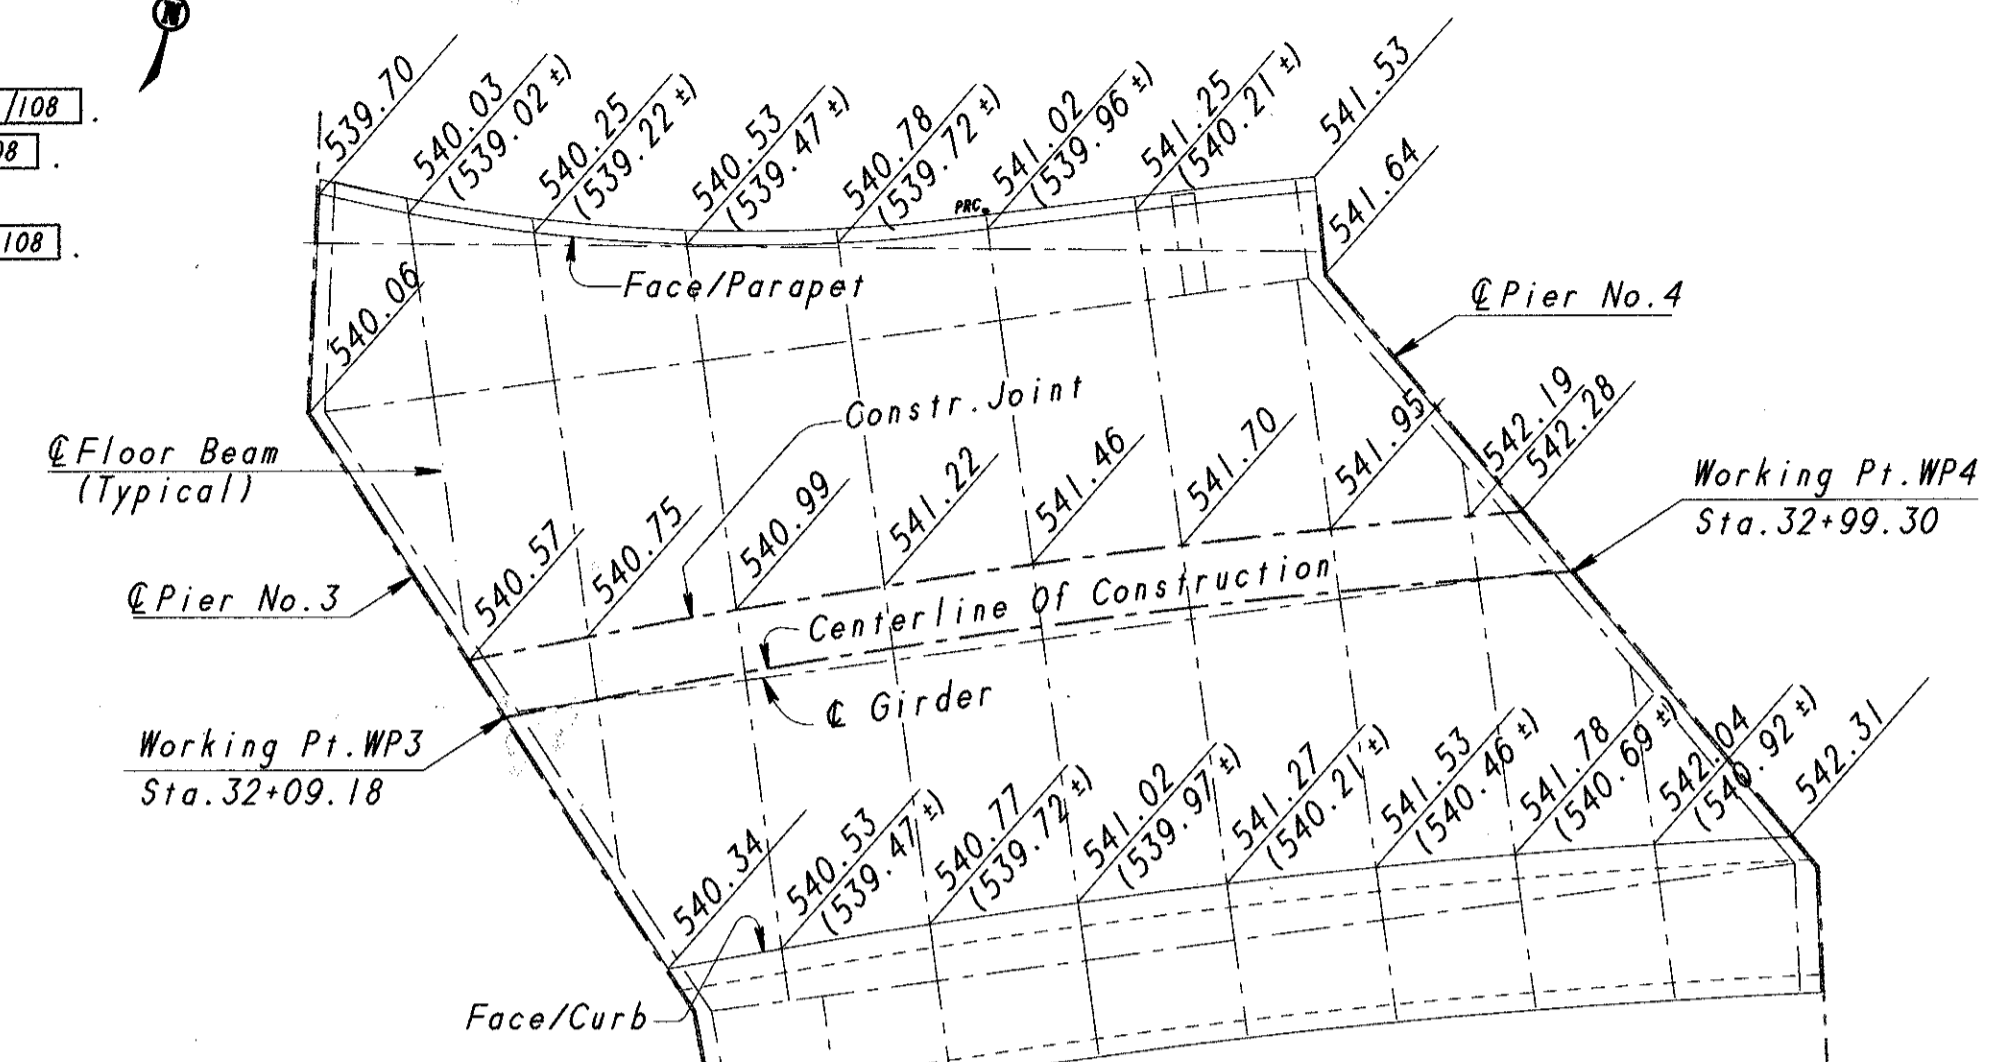 N
/108 .
08 .
108 .
539.70
540.03
(539.02 ±)
540.25
(539.22 ±)
540.53
(539.47 ±)
540.78
(539.72 ±)
541.02
(539.96 ±)
541.25
(540.21 ±)
541.53
541.64
PRC
Face/Parapet
540.06
℄ Pier No. 4
Constr. Joint
℄ Floor Beam
(Typical)
540.57
540.75
540.99
541.22
541.46
541.70
541.95
542.19
542.28
Working Pt. WP4
Sta. 32+99.30
℄ Pier No. 3
Centerline Of Construction
℄ Girder
Working Pt. WP3
Sta. 32+09.18
540.34
540.53
(539.47 ±)
540.77
(539.72 ±)
541.02
(539.97 ±)
541.27
(540.21 ±)
541.53
(540.46 ±)
541.78
(540.69 ±)
542.04
(540.92 ±)
542.31
Face/Curb